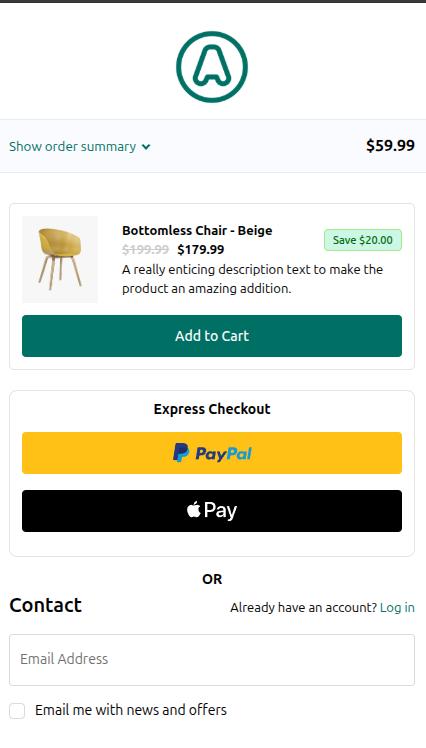 A
Show order summary
$59.99
Bottomless Chair - Beige
$199.99 $179.99
Save $20.00
A really enticing description text to make the
product an amazing addition.
Add to Cart
Express Checkout
PayPal
Pay
OR
Contact
Already have an account? Log in
Email Address
Email me with news and offers